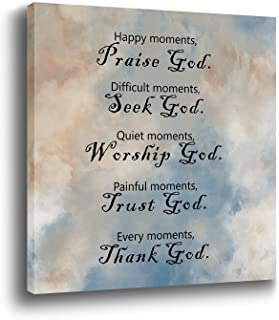 Happy moments,
Praise God.
Difficult moments,
Seek God.
Quiet moments,
Worship God.
Painful moments,
Trust God.
Every moments,
Thank God.